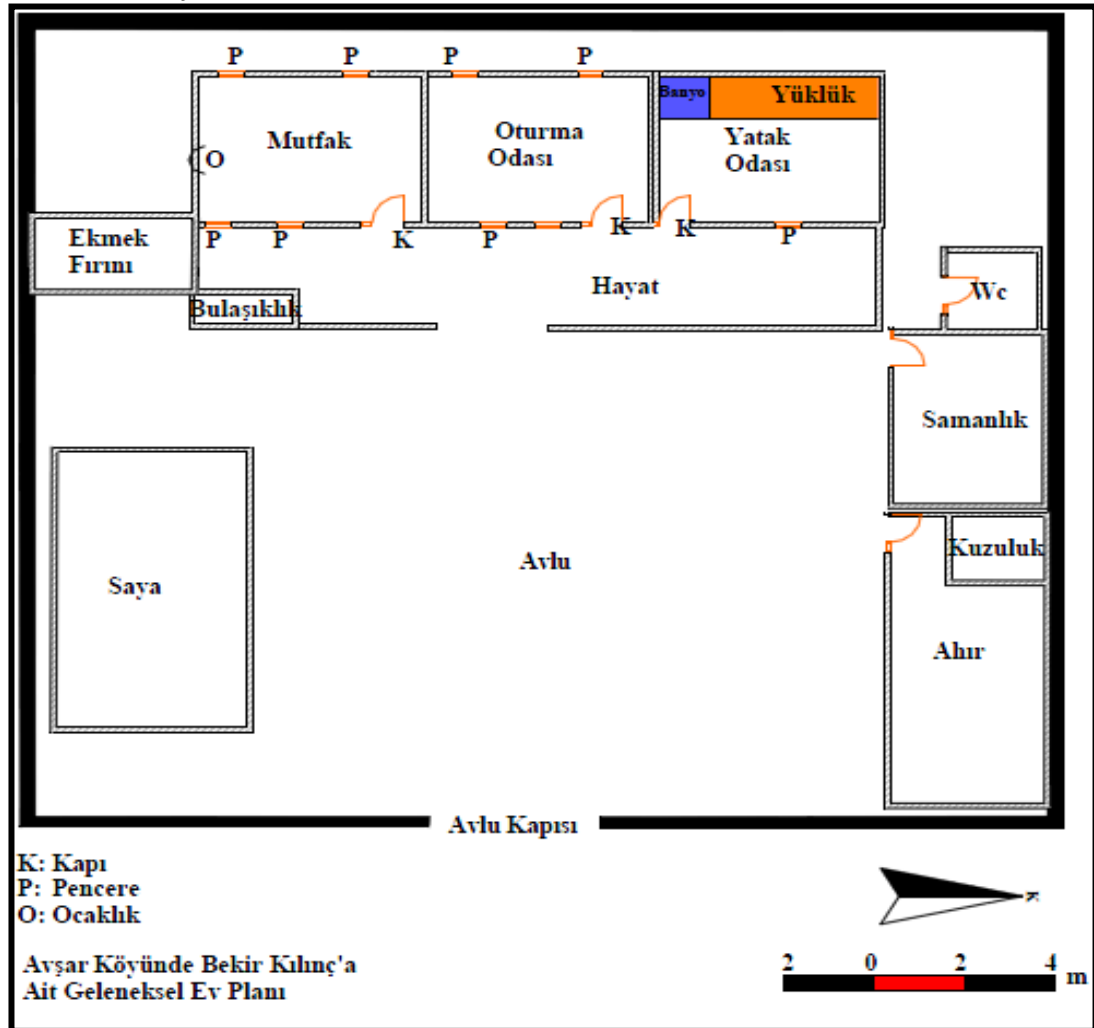 P P P P
Banyo Yüklük
Mutfak
Oturma
Odası
Yatak
Odası
O
Ekmek
Fırını
P P K P K K P
Hayat
Wc
Bulaşıklık
Samanlık
Kuzuluk
Avlu
Saya
Ahır
Avlu Kapısı
K: Kapı
P: Pencere
O: Ocaklık
N
Avşar Köyünde Bekir Kılınç'a
Ait Geleneksel Ev Planı
2 0 2 4 m